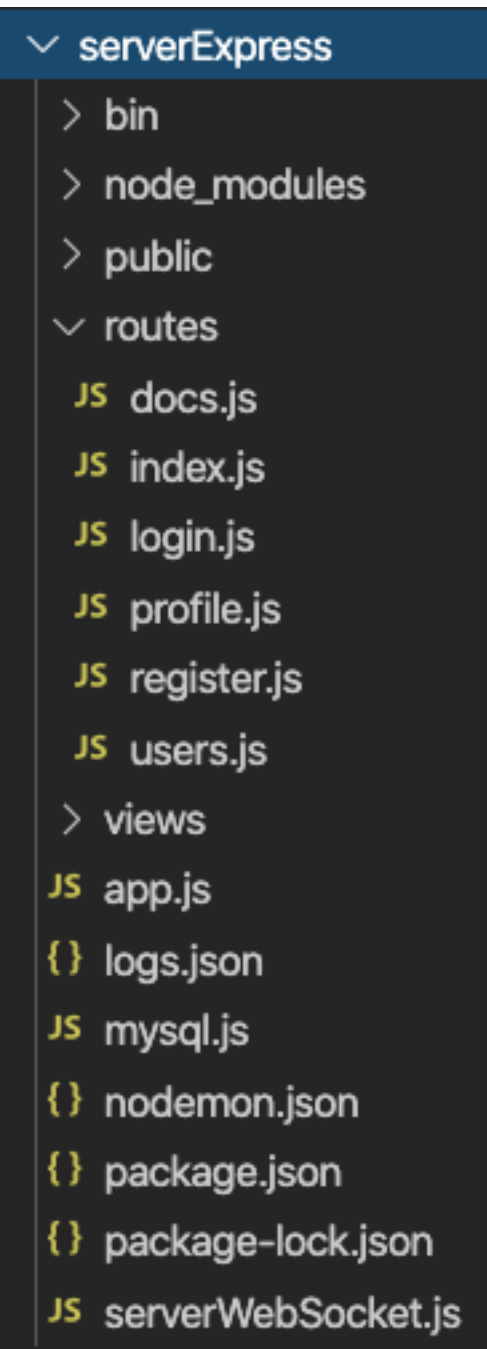 serverExpress
bin
node_modules
public
routes
JS docs.js
JS index.js
JS login.js
JS profile.js
JS register.js
JS users.js
views
JS app.js
{} logs.json
JS mysql.js
{} nodemon.json
{} package.json
{} package-lock.json
JS serverWebSocket.js